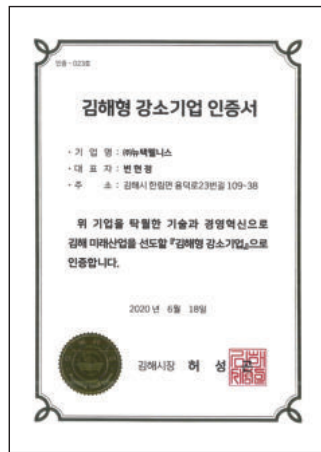 인증-023호
김해형 강소기업 인증서
· 기 업 명 : ㈜뉴텍웰니스
· 대 표 자 : 변현정
· 주 소 : 김해시 한림면 용덕로23번길 109-38
위 기업을 탁월한 기술과 경영혁신으로
김해 미래산업을 선도할 『김해형 강소기업』으로
인증합니다.
2020년 6월 18일
김해시장 허 성 곤